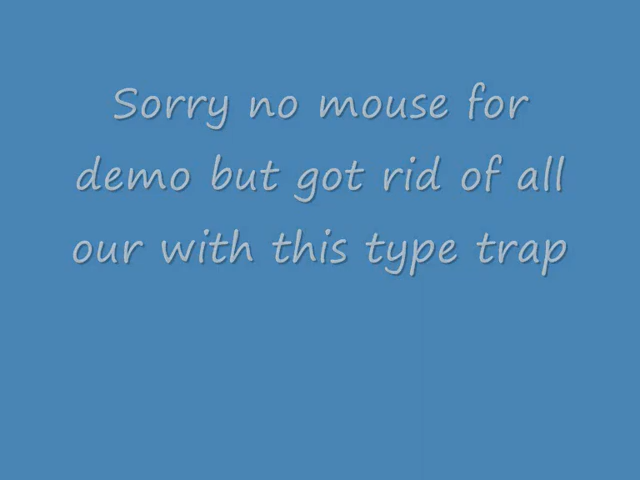 Sorry no mouse for
demo but got rid of all
our with this type trap